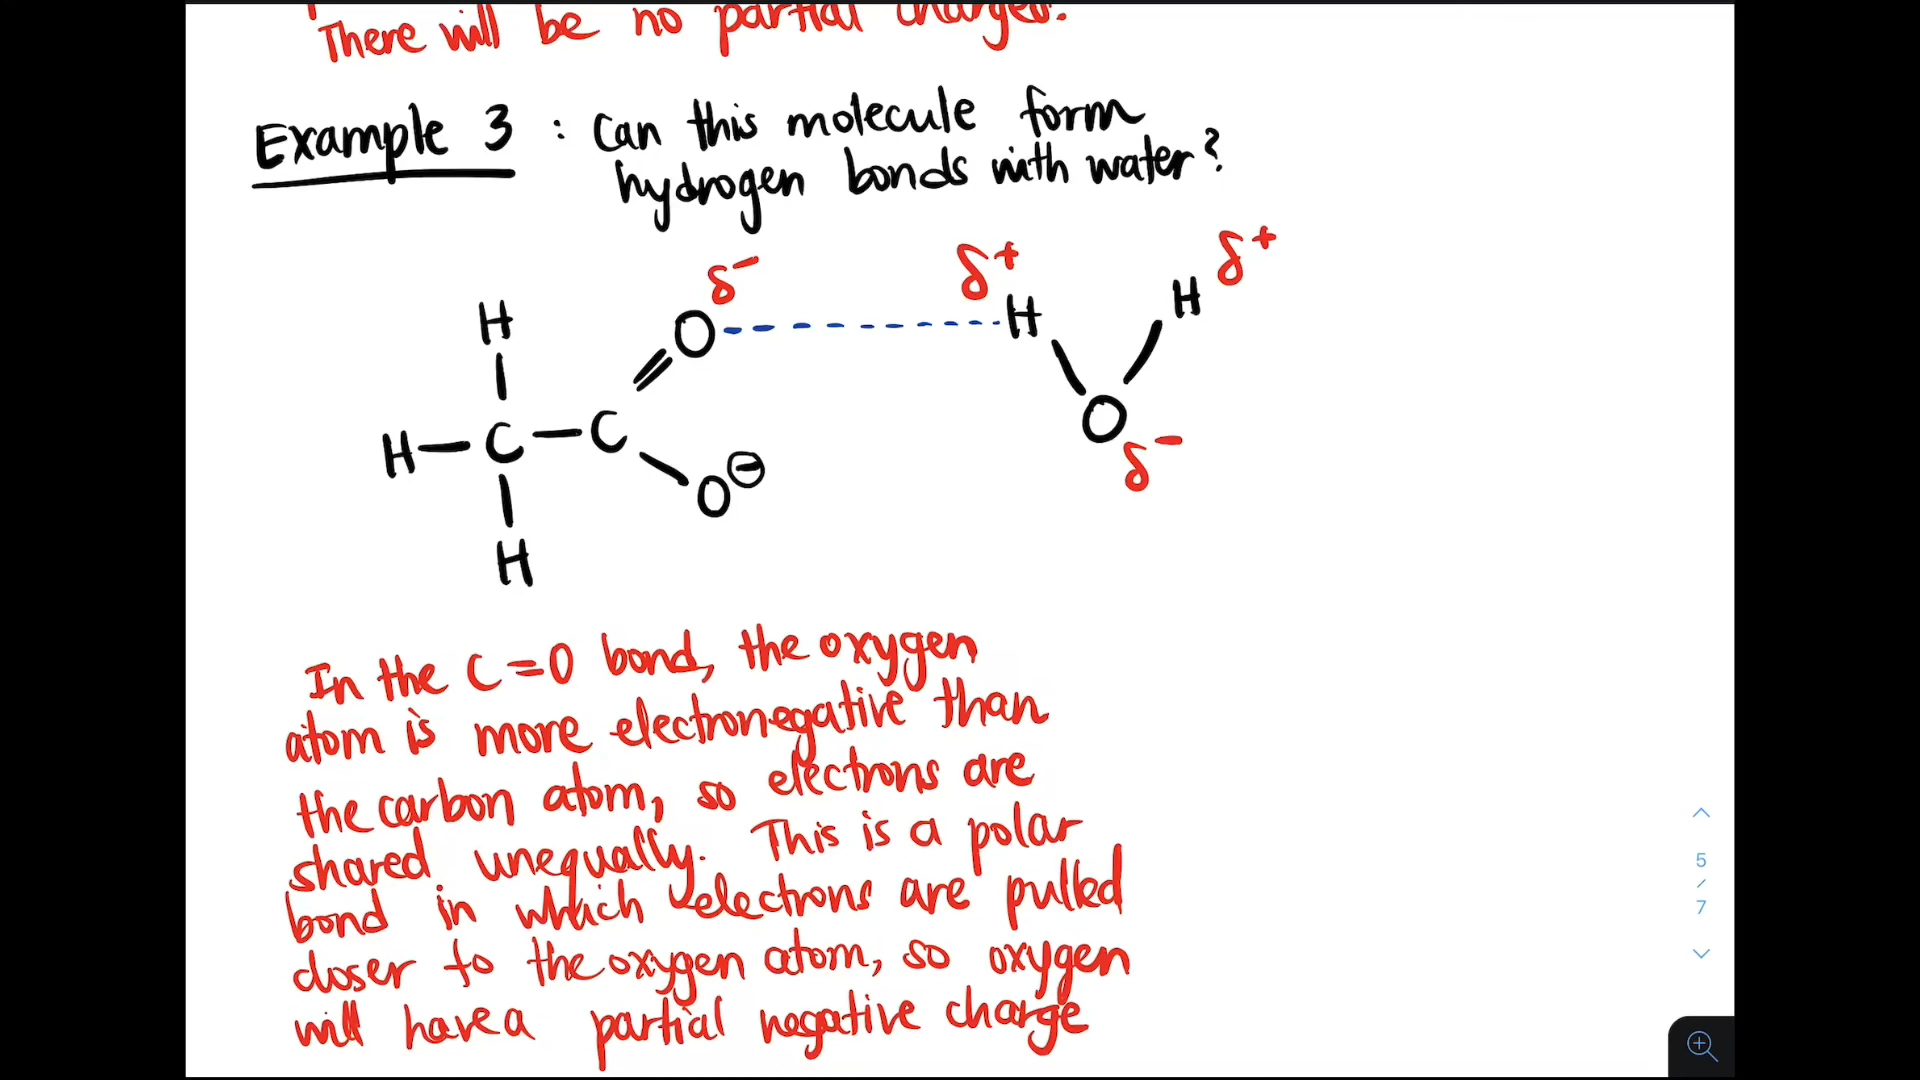 There will be no partial charges.
Example 3 : Can this molecule form
hydrogen bonds with water?
δ- δ+ δ+
H O H H
H C C O δ-
O ⊖
H
In the C=O bond, the oxygen
atom is more electronegative than
the carbon atom, so electrons are
shared unequally. This is a polar
bond in which electrons are pulled
closer to the oxygen atom, so oxygen
will have a partial negative charge
5
/
7